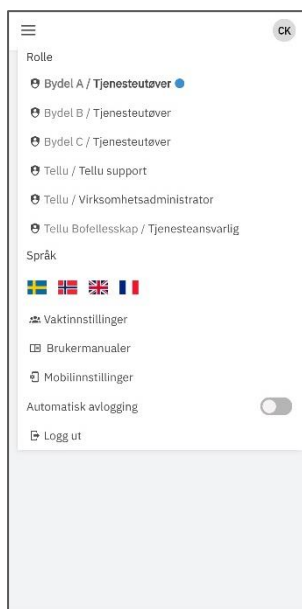 CK
Rolle
Bydel A / Tjenesteutøver
Bydel B / Tjenesteutøver
Bydel C / Tjenesteutøver
Tellu / Tellu support
Tellu / Virksomhetsadministrator
Tellu Bofellesskap / Tjenesteansvarlig
Språk
Vaktinnstillinger
Brukermanualer
Mobilinnstillinger
Automatisk avlogging
Logg ut